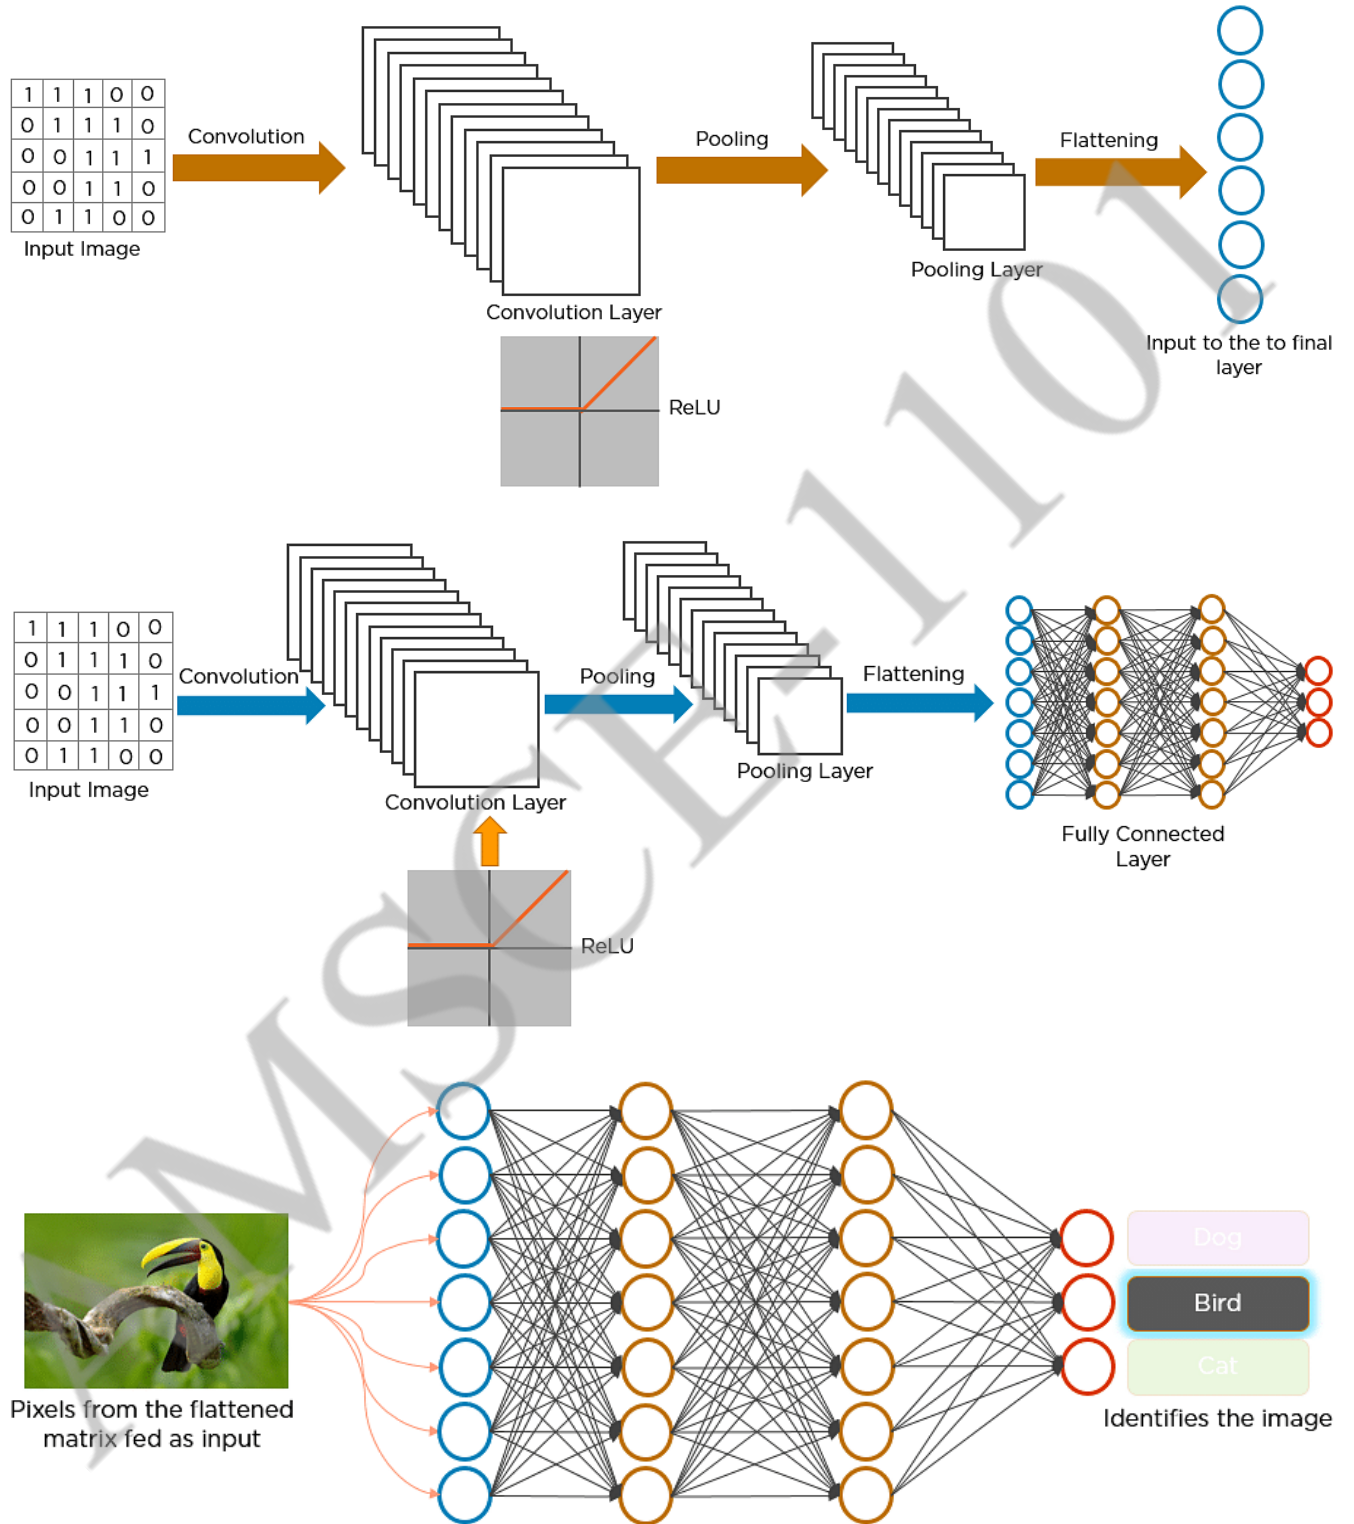 1 1 1 0 0
0 1 1 1 0
0 0 1 1 1
0 0 1 1 0
0 1 1 0 0
Input Image
Convolution
Convolution Layer
ReLU
Pooling
Pooling Layer
Flattening
Input to the to final
layer
1 1 1 0 0
0 1 1 1 0
0 0 1 1 1
0 0 1 1 0
0 1 1 0 0
Input Image
Convolution
Convolution Layer
ReLU
Pooling
Pooling Layer
Flattening
Fully Connected
Layer
Pixels from the flattened
matrix fed as input
Dog
Bird
Cat
Identifies the image
AMSCE-1101